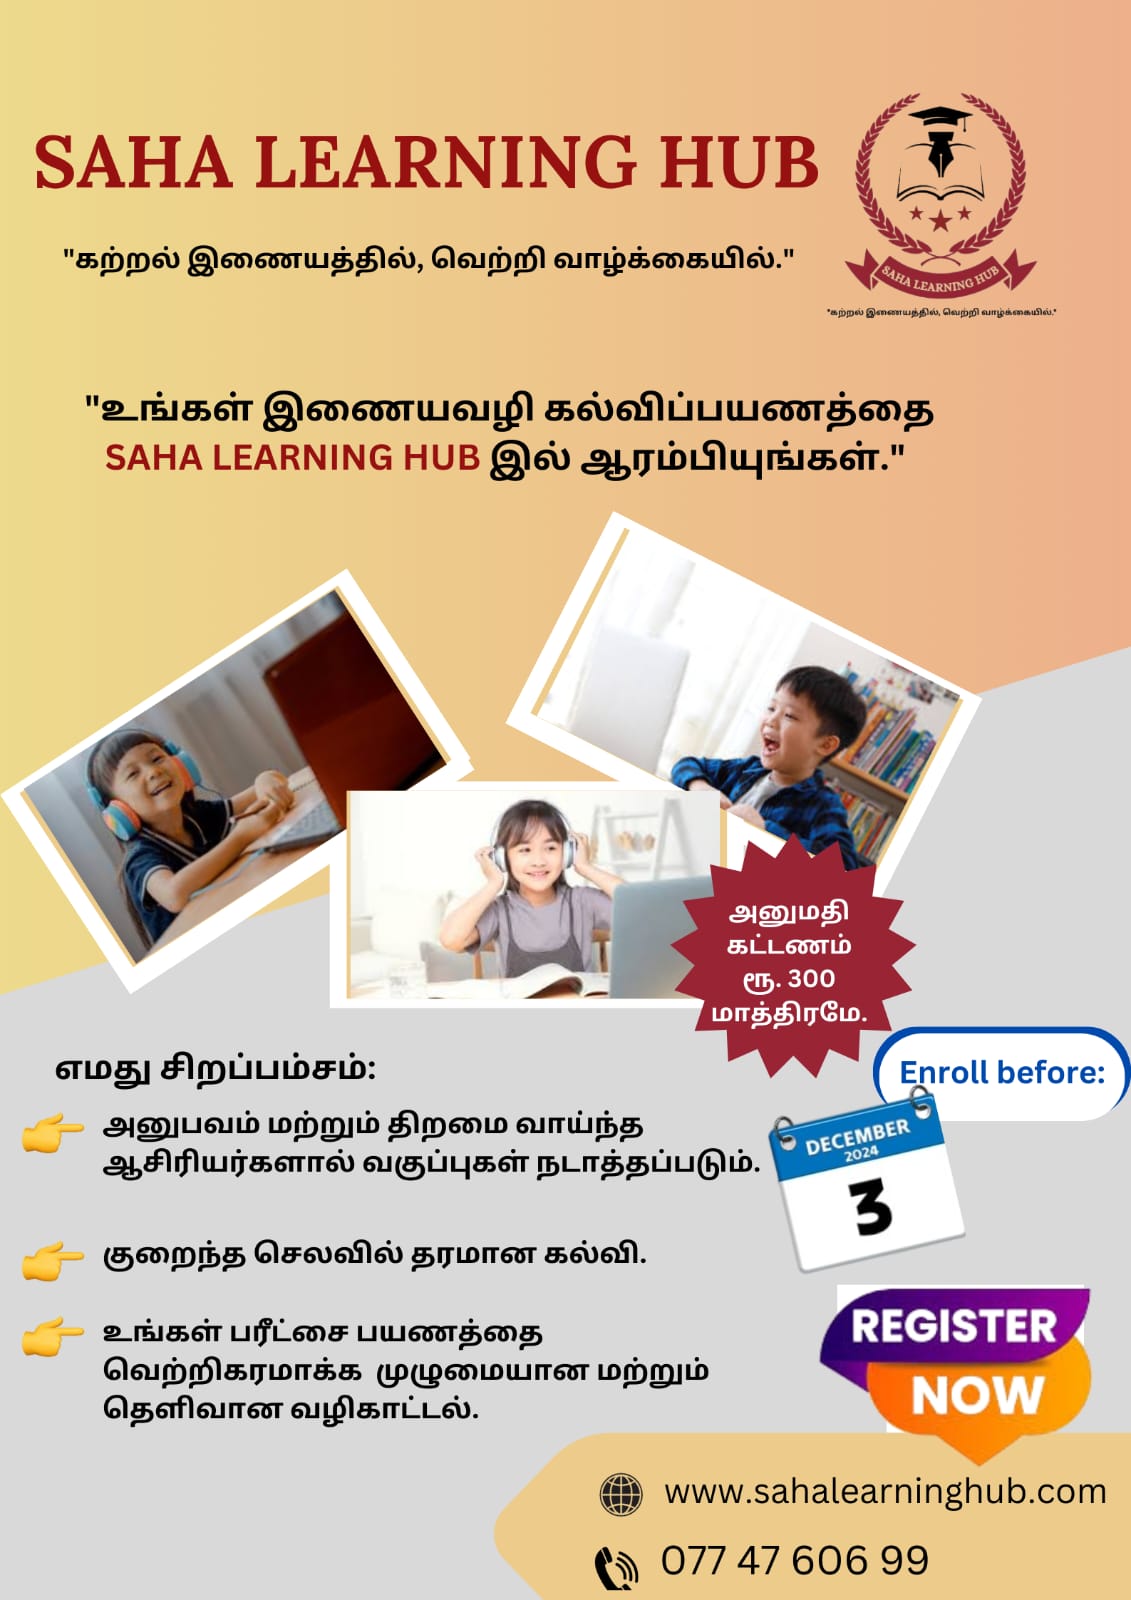 SAHA LEARNING HUB
"கற்றல் இணையத்தில், வெற்றி வாழ்க்கையில்."
SAHA LEARNING HUB
"கற்றல் இணையத்தில், வெற்றி வாழ்க்கையில்."
"உங்கள் இணையவழி கல்விப்பயணத்தை
SAHA LEARNING HUB இல் ஆரம்பியுங்கள்."
அனுமதி
கட்டணம்
ரூ. 300
மாத்திரமே.
எமது சிறப்பம்சம்:
அனுபவம் மற்றும் திறமை வாய்ந்த
ஆசிரியர்களால் வகுப்புகள் நடாத்தப்படும்.
குறைந்த செலவில் தரமான கல்வி.
உங்கள் பரீட்சை பயணத்தை
வெற்றிகரமாக்க முழுமையான மற்றும்
தெளிவான வழிகாட்டல்.
Enroll before:
DECEMBER
2024
3
REGISTER
NOW
www.sahalearninghub.com
077 47 606 99